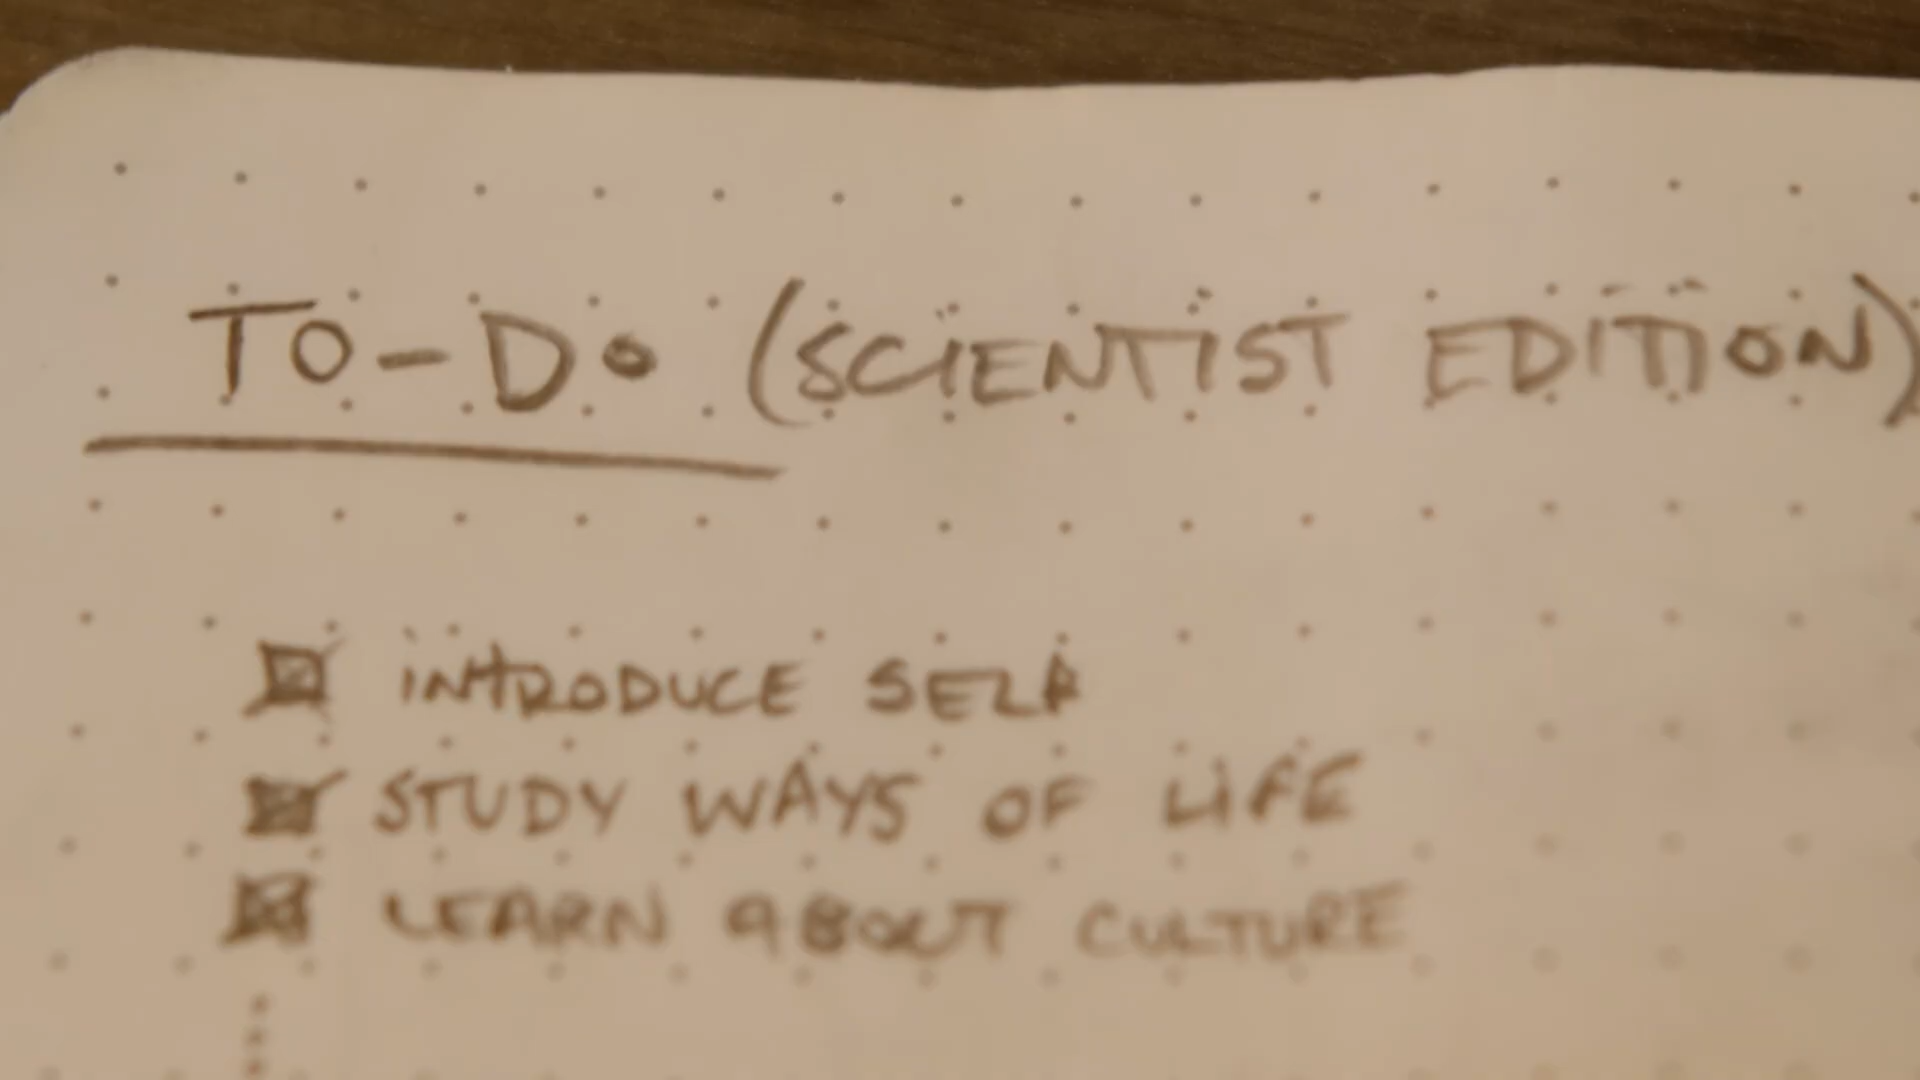 TO-DO (SCIENTIST EDITION)
INTRODUCE SELF
STUDY WAYS OF LIFE
LEARN ABOUT CULTURE